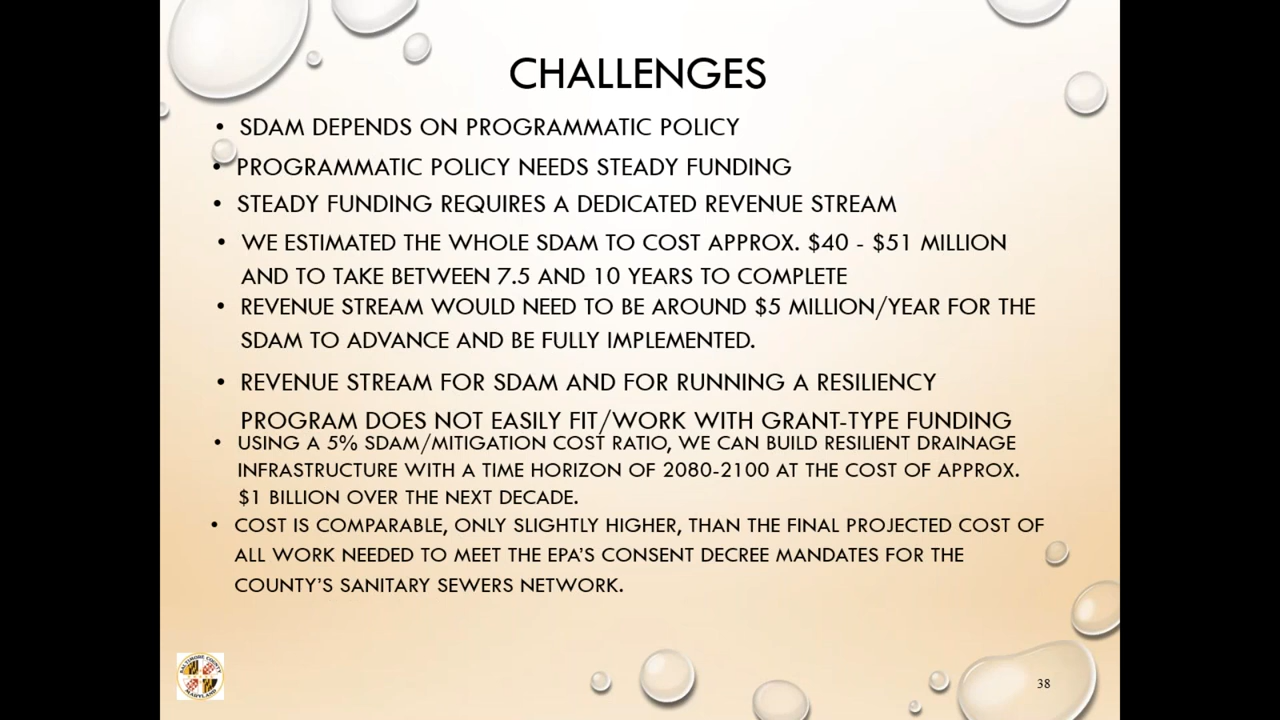 CHALLENGES
• SDAM DEPENDS ON PROGRAMMATIC POLICY
• PROGRAMMATIC POLICY NEEDS STEADY FUNDING
• STEADY FUNDING REQUIRES A DEDICATED REVENUE STREAM
• WE ESTIMATED THE WHOLE SDAM TO COST APPROX. $40 - $51 MILLION
AND TO TAKE BETWEEN 7.5 AND 10 YEARS TO COMPLETE
• REVENUE STREAM WOULD NEED TO BE AROUND $5 MILLION/YEAR FOR THE
SDAM TO ADVANCE AND BE FULLY IMPLEMENTED.
• REVENUE STREAM FOR SDAM AND FOR RUNNING A RESILIENCY
PROGRAM DOES NOT EASILY FIT/WORK WITH GRANT-TYPE FUNDING
• USING A 5% SDAM/MITIGATION COST RATIO, WE CAN BUILD RESILIENT DRAINAGE
INFRASTRUCTURE WITH A TIME HORIZON OF 2080-2100 AT THE COST OF APPROX.
$1 BILLION OVER THE NEXT DECADE.
• COST IS COMPARABLE, ONLY SLIGHTLY HIGHER, THAN THE FINAL PROJECTED COST OF
ALL WORK NEEDED TO MEET THE EPA'S CONSENT DECREE MANDATES FOR THE
COUNTY'S SANITARY SEWERS NETWORK.
BALTIMORE COUNTY
MARYLAND
38